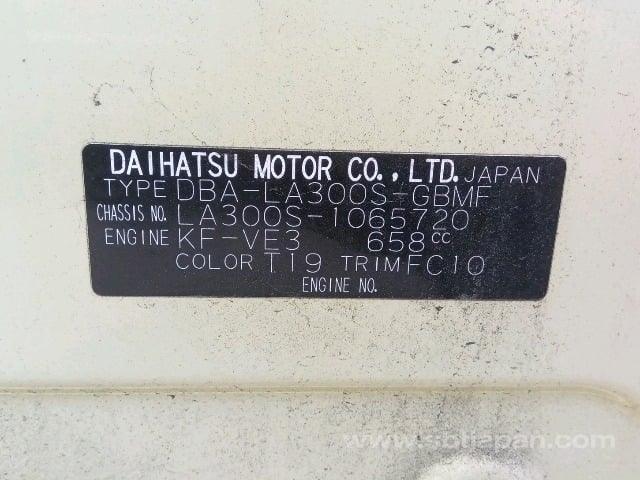 DAIHATSU MOTOR CO., LTD. JAPAN
TYPE DBA-LA300S-GBMF
CHASSIS NO. LA300S-1065720
ENGINE KF-VE3 658cc
COLOR T19 TRIM FC10
ENGINE NO.
www.sbtjapan.com